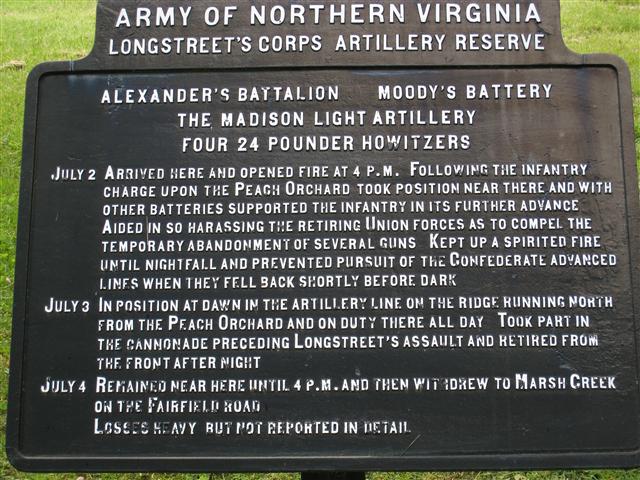 ARMY OF NORTHERN VIRGINIA
LONGSTREET'S CORPS ARTILLERY RESERVE
ALEXANDER'S BATTALION MOODY'S BATTERY
THE MADISON LIGHT ARTILLERY
FOUR 24 POUNDER HOWITZERS
JULY 2 ARRIVED HERE AND OPENED FIRE AT 4 P.M. FOLLOWING THE INFANTRY
CHARGE UPON THE PEACH ORCHARD TOOK POSITION NEAR THERE AND WITH
OTHER BATTERIES SUPPORTED THE INFANTRY IN ITS FURTHER ADVANCE
AIDED IN SO HARASSING THE RETIRING UNION FORCES AS TO COMPEL THE
TEMPORARY ABANDONMENT OF SEVERAL GUNS KEPT UP A SPIRITED FIRE
UNTIL NIGHTFALL AND PREVENTED PURSUIT OF THE CONFEDERATE ADVANCED
LINES WHEN THEY FELL BACK SHORTLY BEFORE DARK
JULY 3 IN POSITION AT DAWN IN THE ARTILLERY LINE ON THE RIDGE RUNNING NORTH
FROM THE PEACH ORCHARD AND ON DUTY THERE ALL DAY TOOK PART IN
THE CANNONADE PRECEDING LONGSTREET'S ASSAULT AND RETIRED FROM
THE FRONT AFTER NIGHT
JULY 4 REMAINED NEAR HERE UNTIL 4 P.M. AND THEN WITHDREW TO MARSH CREEK
ON THE FAIRFIELD ROAD
LOSSES HEAVY BUT NOT REPORTED IN DETAIL